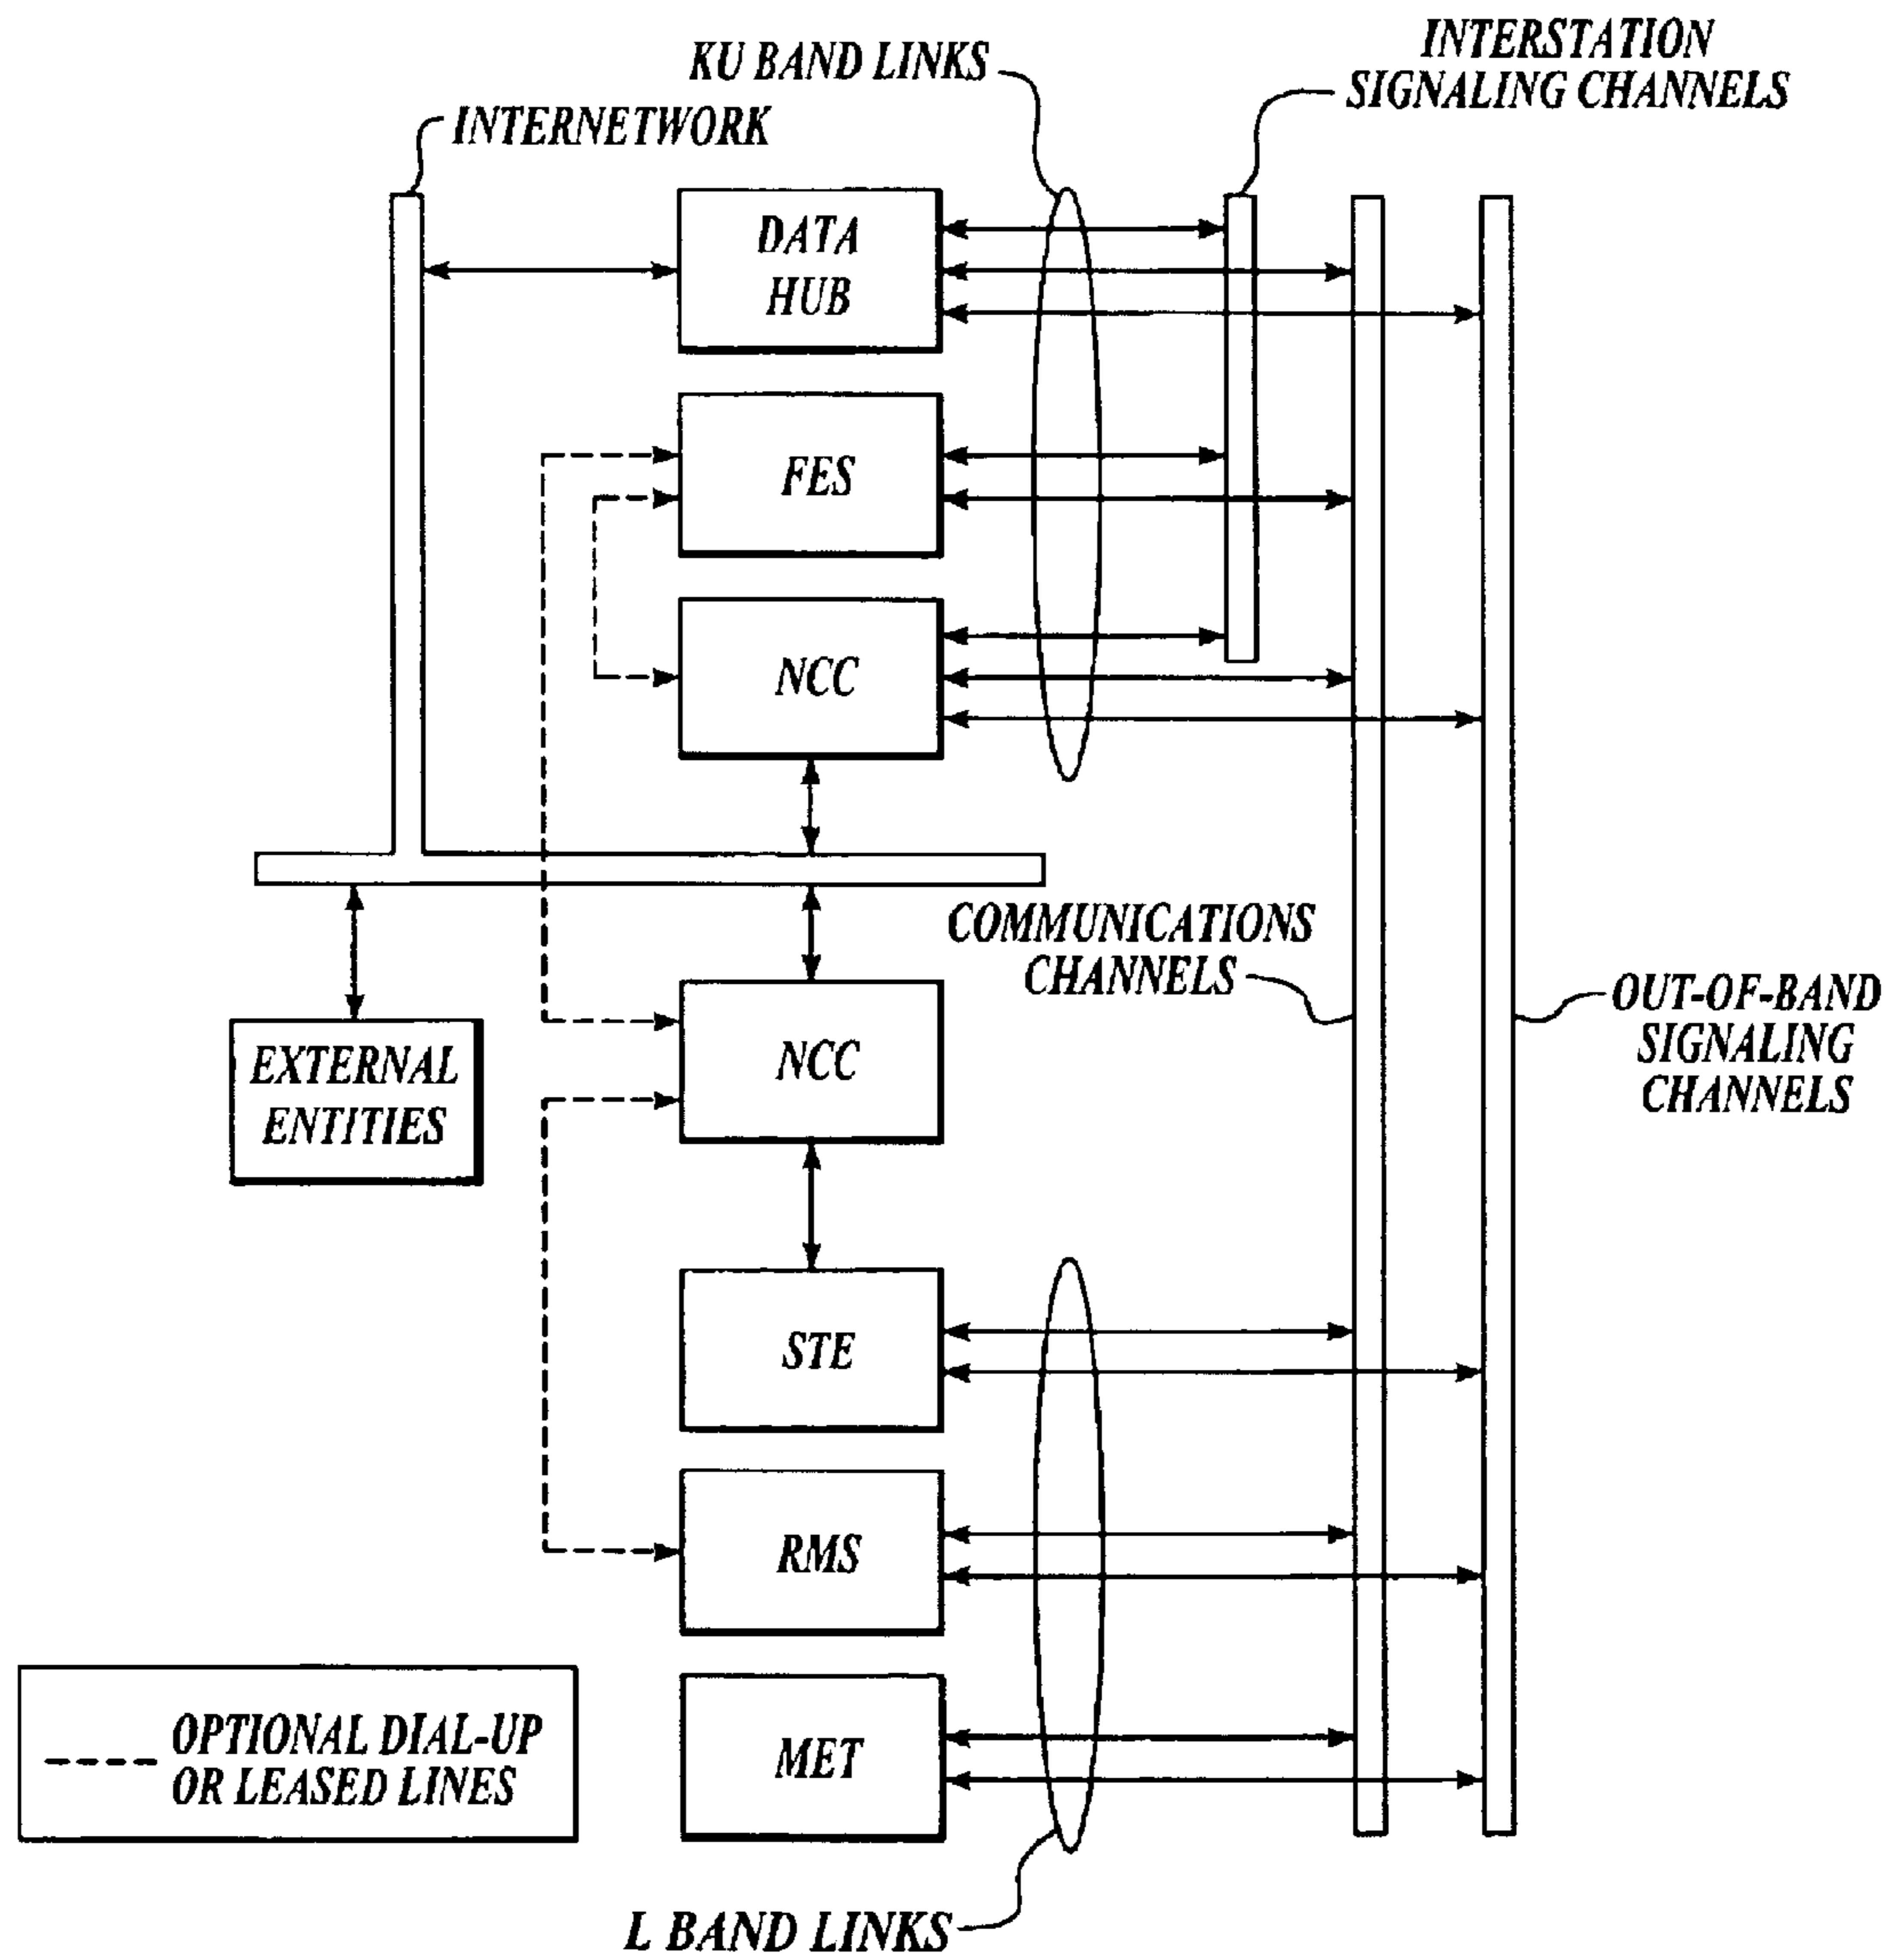 INTERSTATION
SIGNALING CHANNELS
KU BAND LINKS
INTERNETWORK
DATA
HUB
FES
NCC
COMMUNICATIONS
CHANNELS
OUT-OF-BAND
SIGNALING
CHANNELS
NCC
EXTERNAL
ENTITIES
STE
RMS
MET
OPTIONAL DIAL-UP
OR LEASED LINES
L BAND LINKS